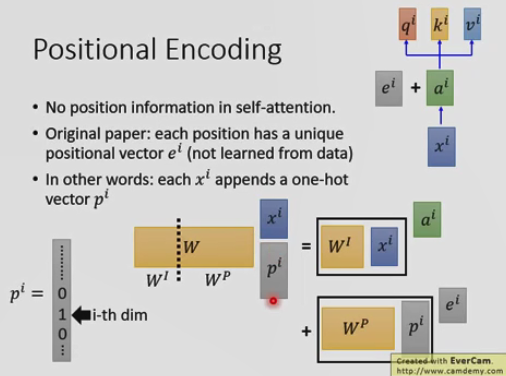 Positional Encoding
q^i k^i v^i
e^i + a^i
x^i
• No position information in self-attention.
• Original paper: each position has a unique
positional vector e^i (not learned from data)
• In other words: each x^i appends a one-hot
vector p^i
W
x^i
p^i
W^I W^P
= W^I x^i
a^i
+ W^P p^i
e^i
p^i =
0
1 i-th dim
0
Created with EverCam.
http://www.camdemy.com